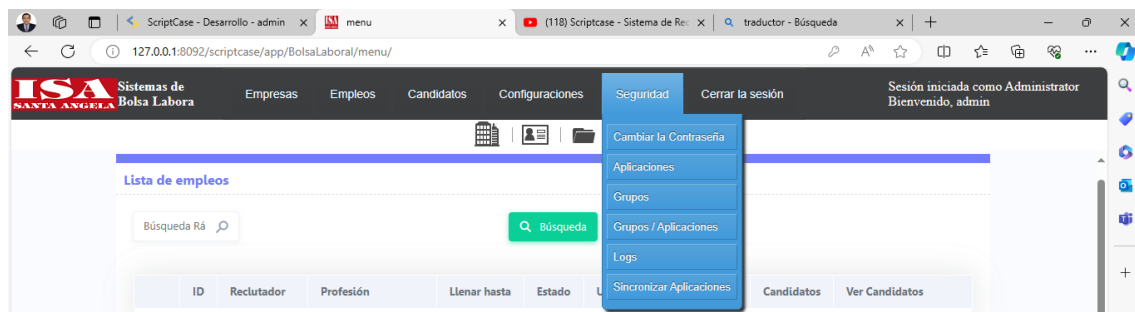 ScriptCase - Desarrollo - admin
menu
(118) Scriptcase - Sistema de Rec
traductor - Búsqueda
127.0.0.1:8092/scriptcase/app/BolsaLaboral/menu/
ISA
SANTA ANGELA
Sistemas de
Bolsa Labora
Empresas
Empleos
Candidatos
Configuraciones
Seguridad
Cerrar la sesión
Sesión iniciada como Administrator
Bienvenido, admin
Cambiar la Contraseña
Aplicaciones
Grupos
Grupos / Aplicaciones
Logs
Sincronizar Aplicaciones
Lista de empleos
Búsqueda Rá
Búsqueda
ID
Reclutador
Profesión
Llenar hasta
Estado
U
Candidatos
Ver Candidatos